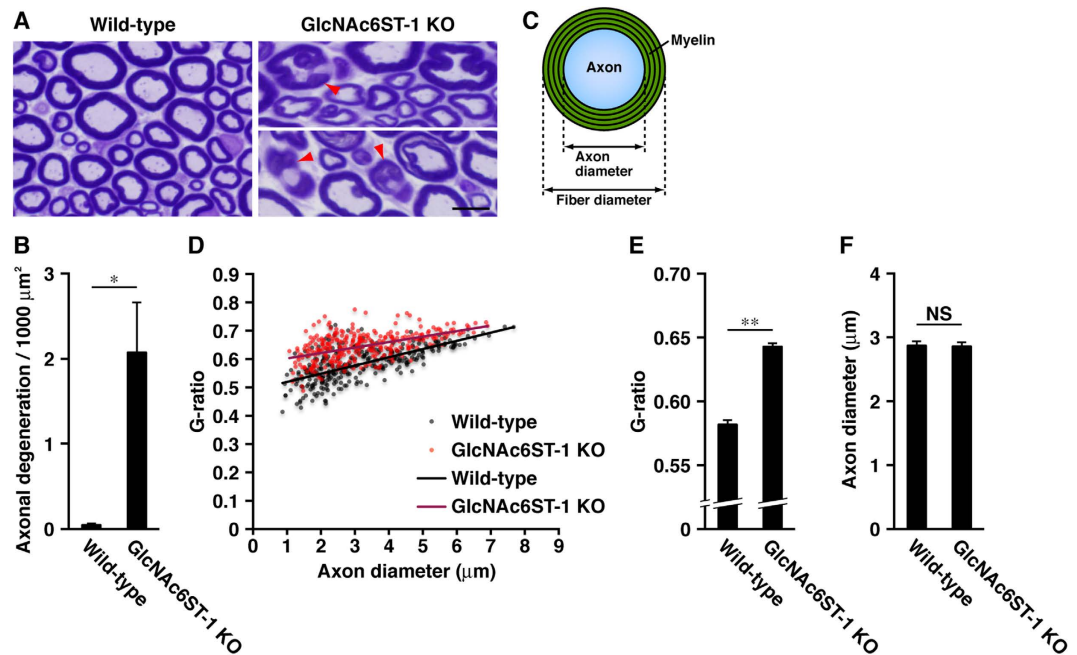 A
Wild-type
GlcNAc6ST-1 KO
C
Myelin
Axon
Axon
diameter
Fiber diameter
B
Axonal degeneration / 1000 μm²
3
2
1
0
*
Wild-type
GlcNAc6ST-1 KO
D
G-ratio
0.9
0.8
0.7
0.6
0.5
0.4
0.3
0.2
0.1
0
Wild-type
GlcNAc6ST-1 KO
Wild-type
GlcNAc6ST-1 KO
0 1 2 3 4 5 6 7 8 9
Axon diameter (μm)
E
G-ratio
0.70
0.65
0.60
0.55
0
**
Wild-type
GlcNAc6ST-1 KO
F
Axon diameter (μm)
4
3
2
1
0
NS
Wild-type
GlcNAc6ST-1 KO